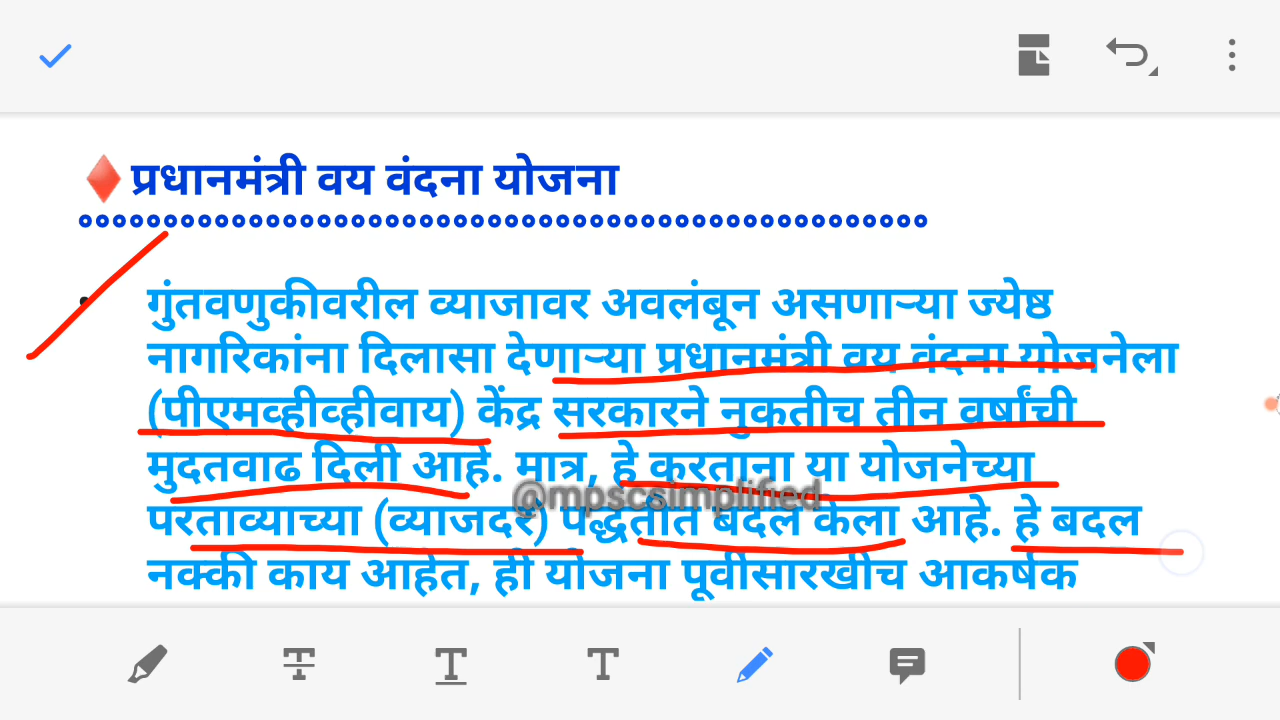 प्रधानमंत्री वय वंदना योजना
गुंतवणुकीवरील व्याजावर अवलंबून असणाऱ्या ज्येष्ठ
नागरिकांना दिलासा देणाऱ्या प्रधानमंत्री वय वंदना योजनेला
(पीएमव्हीव्हीवाय) केंद्र सरकारने नुकतीच तीन वर्षांची
मुदतवाढ दिली आहे. मात्र, हे करताना या योजनेच्या
@mpscsimplified
परताव्याच्या (व्याजदर) पद्धतीत बदल केला आहे. हे बदल
नक्की काय आहेत, ही योजना पूर्वीसारखीच आकर्षक
T
T
T